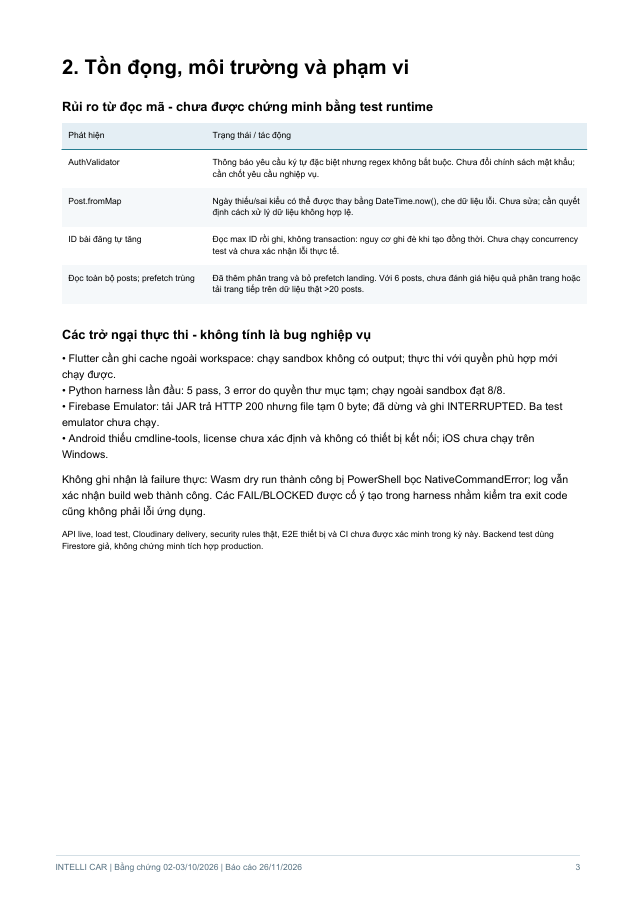 2. Tồn đọng, môi trường và phạm vi
Rủi ro từ đọc mã - chưa được chứng minh bằng test runtime
Phát hiện
Trạng thái / tác động
AuthValidator
Thông báo yêu cầu ký tự đặc biệt nhưng regex không bắt buộc. Chưa đổi chính sách mật khẩu;
cần chốt yêu cầu nghiệp vụ.
Post.fromMap
Ngày thiếu/sai kiểu có thể được thay bằng DateTime.now(), che dữ liệu lỗi. Chưa sửa; cần quyết
định cách xử lý dữ liệu không hợp lệ.
ID bài đăng tự tăng
Đọc max ID rồi ghi, không transaction: nguy cơ ghi đè khi tạo đồng thời. Chưa chạy concurrency
test và chưa xác nhận lỗi thực tế.
Đọc toàn bộ posts; prefetch trùng
Đã thêm phân trang và bỏ prefetch landing. Với 6 posts, chưa đánh giá hiệu quả phân trang hoặc
tải trang tiếp trên dữ liệu thật >20 posts.
Các trở ngại thực thi - không tính là bug nghiệp vụ
• Flutter cần ghi cache ngoài workspace: chạy sandbox không có output; thực thi với quyền phù hợp mới
chạy được.
• Python harness lần đầu: 5 pass, 3 error do quyền thư mục tạm; chạy ngoài sandbox đạt 8/8.
• Firebase Emulator: tải JAR trả HTTP 200 nhưng file tạm 0 byte; đã dừng và ghi INTERRUPTED. Ba test
emulator chưa chạy.
• Android thiếu cmdline-tools, license chưa xác định và không có thiết bị kết nối; iOS chưa chạy trên
Windows.
Không ghi nhận là failure thực: Wasm dry run thành công bị PowerShell bọc NativeCommandError; log vẫn
xác nhận build web thành công. Các FAIL/BLOCKED được cố ý tạo trong harness nhằm kiểm tra exit code
cũng không phải lỗi ứng dụng.
API live, load test, Cloudinary delivery, security rules thật, E2E thiết bị và CI chưa được xác minh trong kỳ này. Backend test dùng
Firestore giả, không chứng minh tích hợp production.
INTELLI CAR | Bằng chứng 02-03/10/2026 | Báo cáo 26/11/2026
3